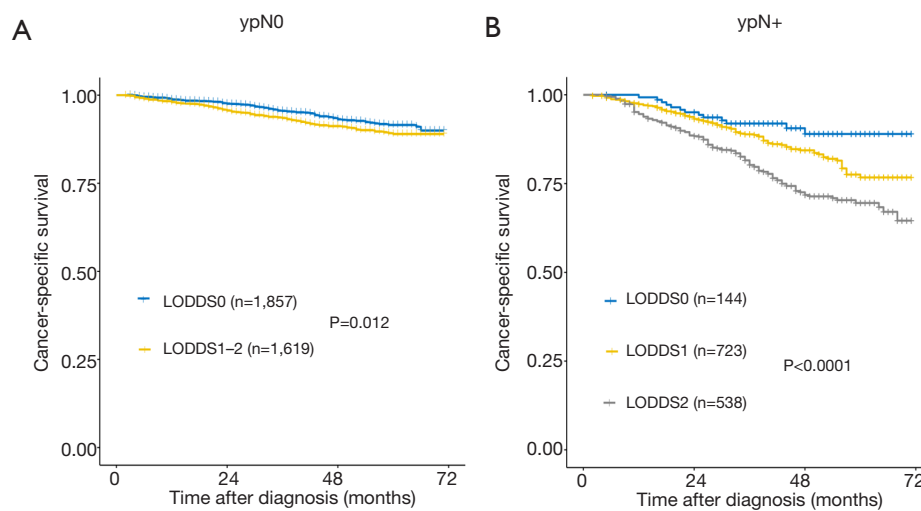 A
ypN0
Cancer-specific survival
1.00
0.75
0.50
0.25
0.00
LODDS0 (n=1,857)
P=0.012
LODDS1–2 (n=1,619)
0 24 48 72
Time after diagnosis (months)
B
ypN+
Cancer-specific survival
1.00
0.75
0.50
0.25
0.00
LODDS0 (n=144)
LODDS1 (n=723)
P<0.0001
LODDS2 (n=538)
0 24 48 72
Time after diagnosis (months)